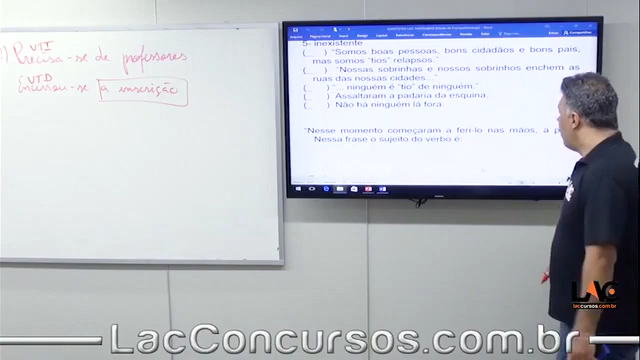 VTI
Precisa-se de professores
VTD
Encerrou-se a inscrição
5- inexistente
(_ ) "Somos boas pessoas, bons cidadãos e bons pais,
mas somos "tios" relapsos."
(_ ) "Nossas sobrinhas e nossos sobrinhos enchem as
ruas das nossas cidades..."
(_ ) "... ninguém é "tio" de ninguém."
(_ ) Assaltaram a padaria da esquina.
(_ ) Não há ninguém lá fora.
"Nesse momento começaram a feri-lo nas mãos, a p
Nessa frase o sujeito do verbo é:
LAC
laccursos.com.br
LacConcursos.com.br